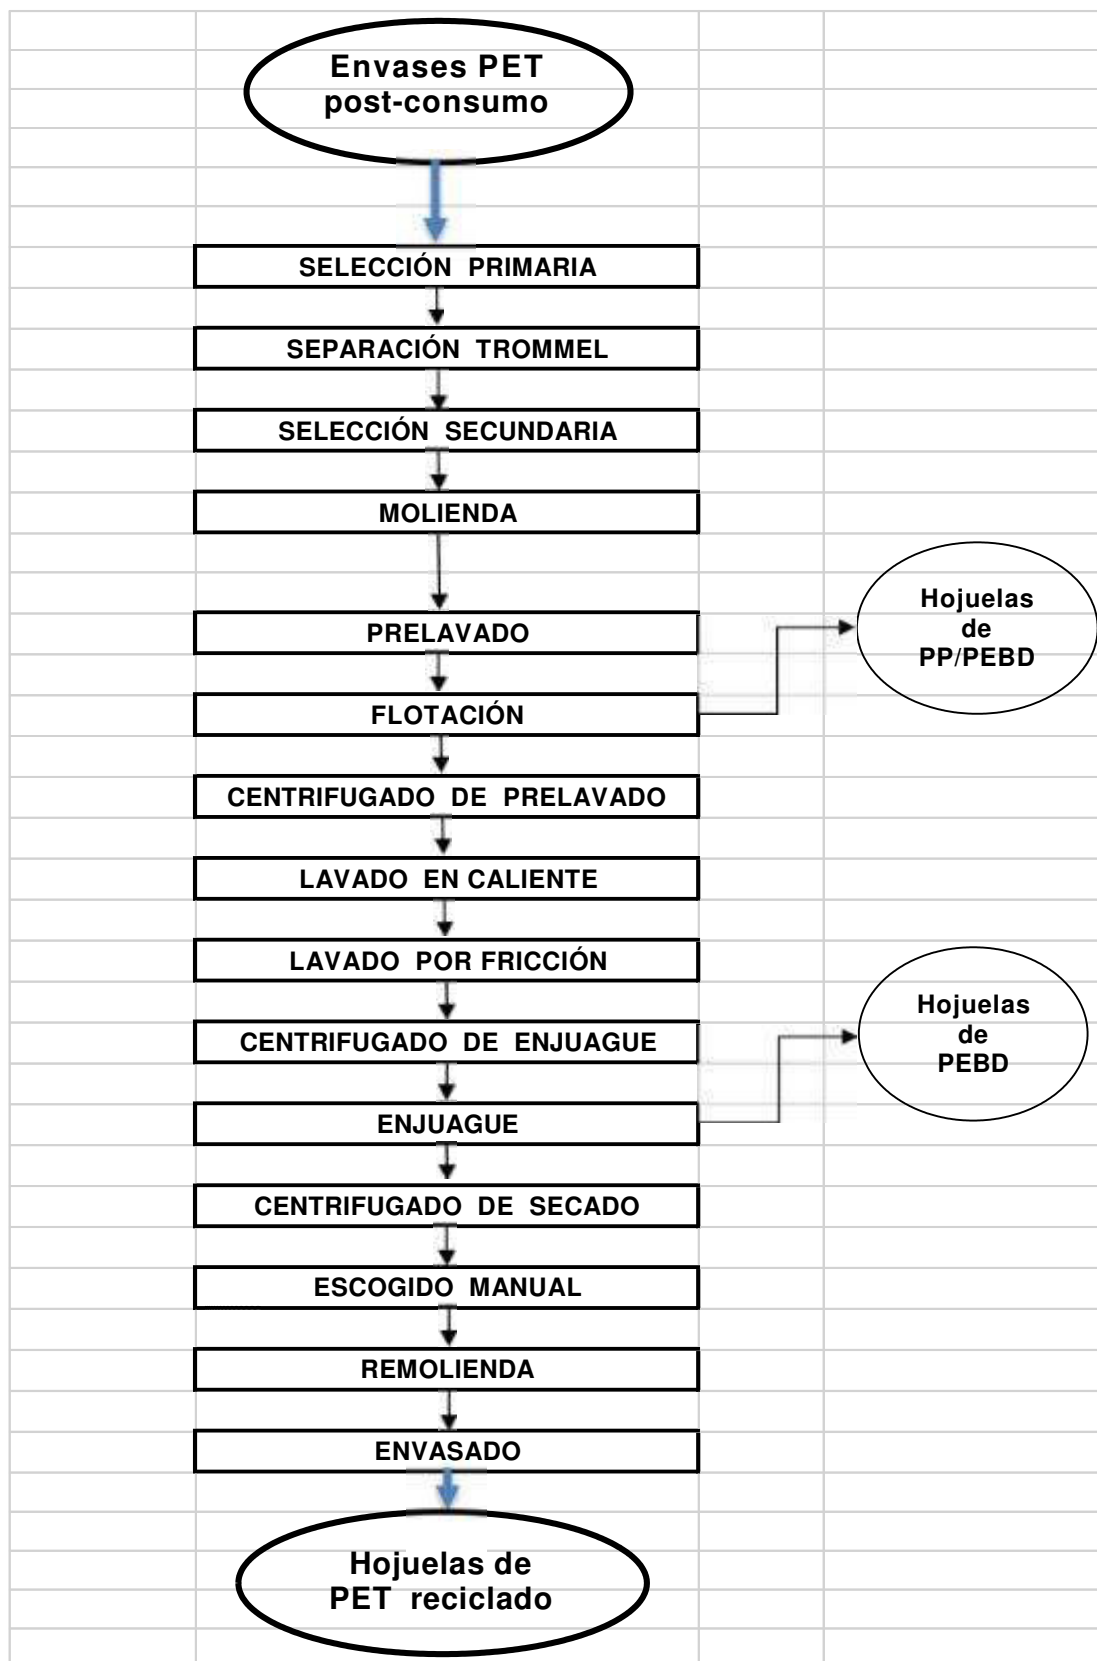 Envases PET
post-consumo
SELECCIÓN PRIMARIA
SEPARACIÓN TROMMEL
SELECCIÓN SECUNDARIA
MOLIENDA
PRELAVADO
Hojuelas
de
PP/PEBD
FLOTACIÓN
CENTRIFUGADO DE PRELAVADO
LAVADO EN CALIENTE
LAVADO POR FRICCIÓN
CENTRIFUGADO DE ENJUAGUE
Hojuelas
de
PEBD
ENJUAGUE
CENTRIFUGADO DE SECADO
ESCOGIDO MANUAL
REMOLIENDA
ENVASADO
Hojuelas de
PET reciclado